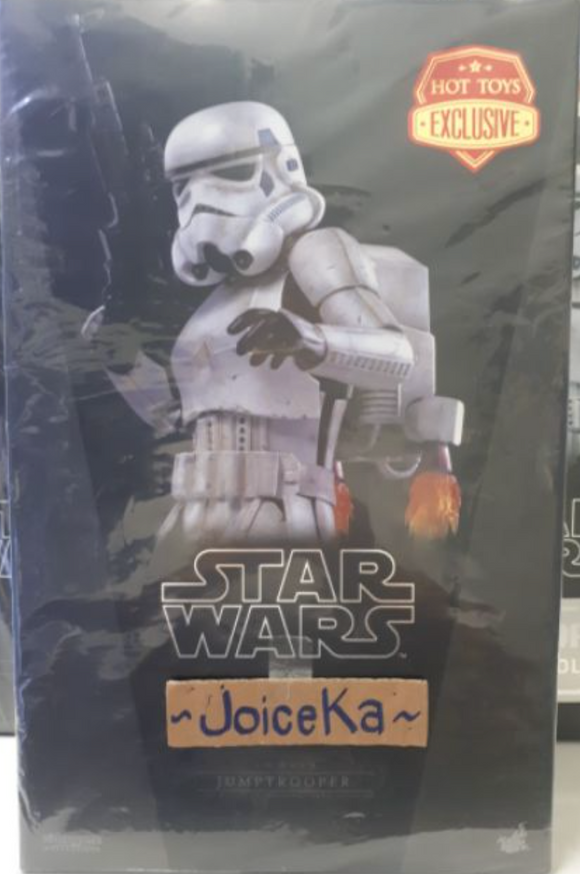 HOT TOYS
EXCLUSIVE
STAR
WARS
~JoiceKa~
JUMPTROOPER